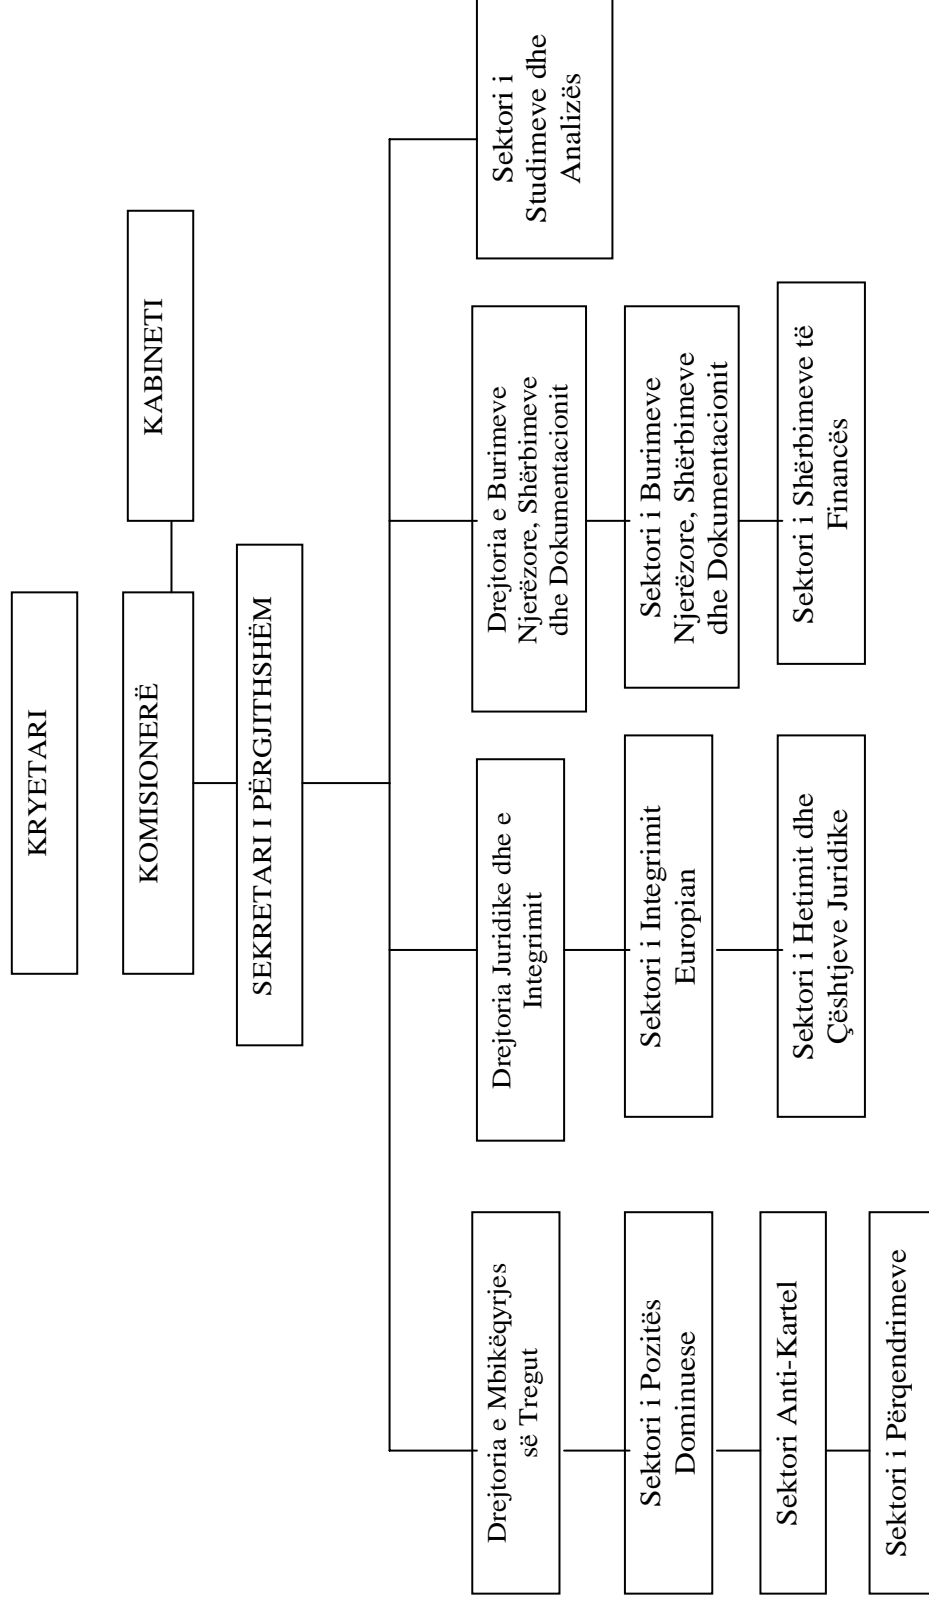 KRYETARI
KOMISIONERË
KABINETI
SEKRETARI I PËRGJITHSHËM
Drejtoria e Mbikëqyrjes
së Tregut
Sektori i Pozitës
Dominuese
Sektori Anti-Kartel
Sektori i Përqendrimeve
Drejtoria Juridike dhe e
Integrimit
Sektori i Integrimit
Europian
Sektori i Hetimit dhe
Çështjeve Juridike
Drejtoria e Burimeve
Njerëzore, Shërbimeve
dhe Dokumentacionit
Sektori i Burimeve
Njerëzore, Shërbimeve
dhe Dokumentacionit
Sektori i Shërbimeve të
Financës
Sektori i
Studimeve dhe
Analizës